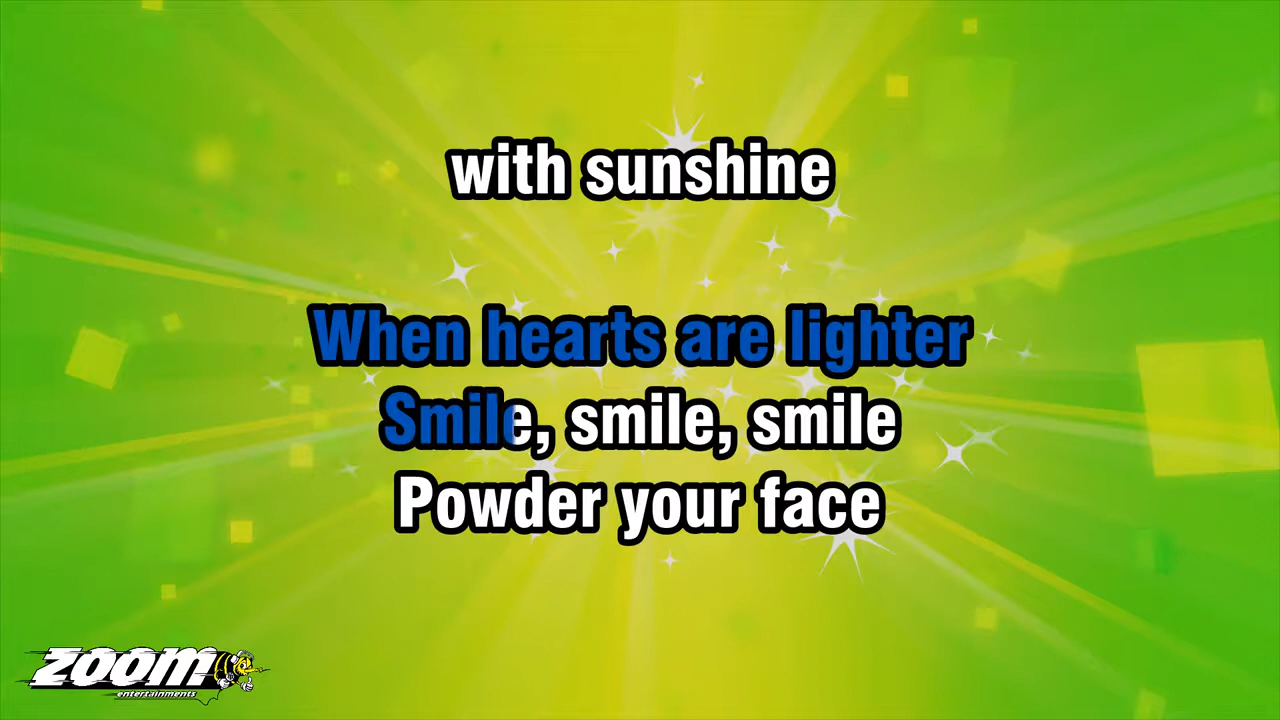 with sunshine
When hearts are lighter
Smile, smile, smile
Powder your face
ZOOM
entertainments